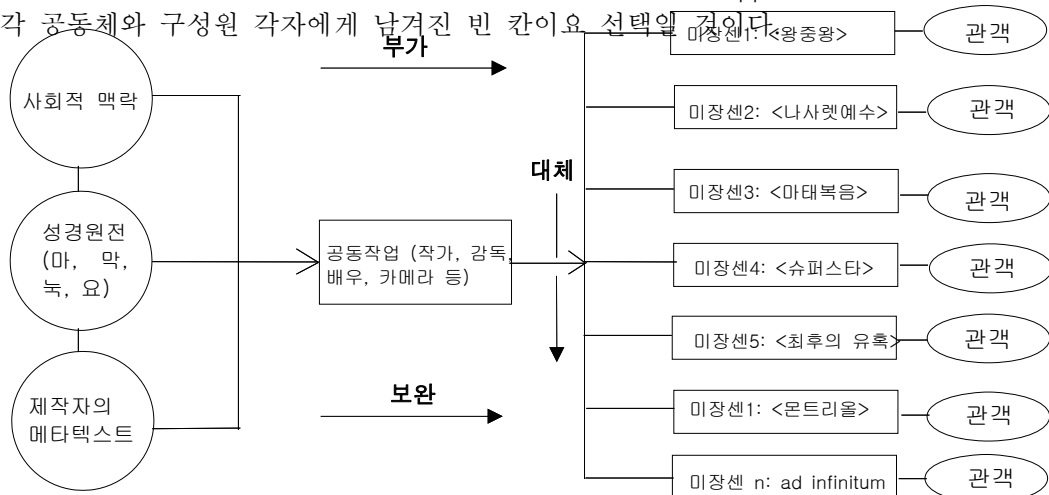 각 공동체와 구성원 각자에게 남겨진 빈 칸이요 선택일 것이다.
부가
사회적 맥락
성경원전
(마, 막,
눅, 요)
제작자의
메타텍스트
공동작업 (작가, 감독,
배우, 카메라 등)
대체
보완
미장센1: <왕중왕>
관객
미장센2: <나사렛예수>
관객
미장센3: <마태복음>
관객
미장센4: <슈퍼스타>
관객
미장센5: <최후의 유혹>
관객
미장센1: <몬트리올>
관객
미장센 n: ad infinitum
관객